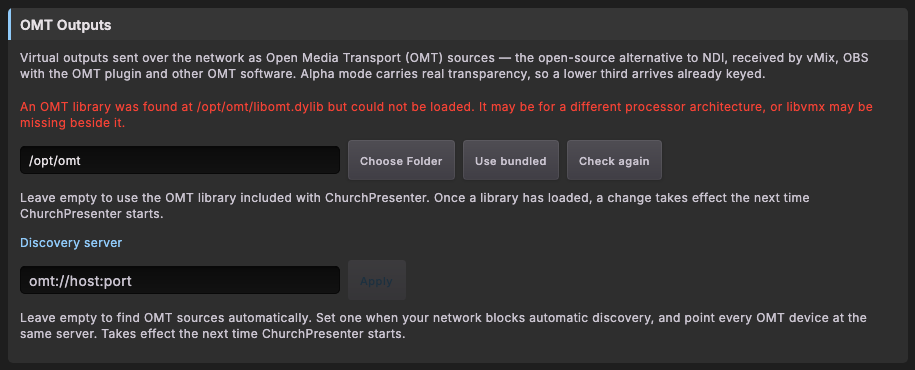 OMT Outputs
Virtual outputs sent over the network as Open Media Transport (OMT) sources — the open-source alternative to NDI, received by vMix, OBS
with the OMT plugin and other OMT software. Alpha mode carries real transparency, so a lower third arrives already keyed.
An OMT library was found at /opt/omt/libomt.dylib but could not be loaded. It may be for a different processor architecture, or libvmx may be
missing beside it.
/opt/omt
Choose Folder
Use bundled
Check again
Leave empty to use the OMT library included with ChurchPresenter. Once a library has loaded, a change takes effect the next time
ChurchPresenter starts.
Discovery server
omt://host:port
Apply
Leave empty to find OMT sources automatically. Set one when your network blocks automatic discovery, and point every OMT device at the
same server. Takes effect the next time ChurchPresenter starts.